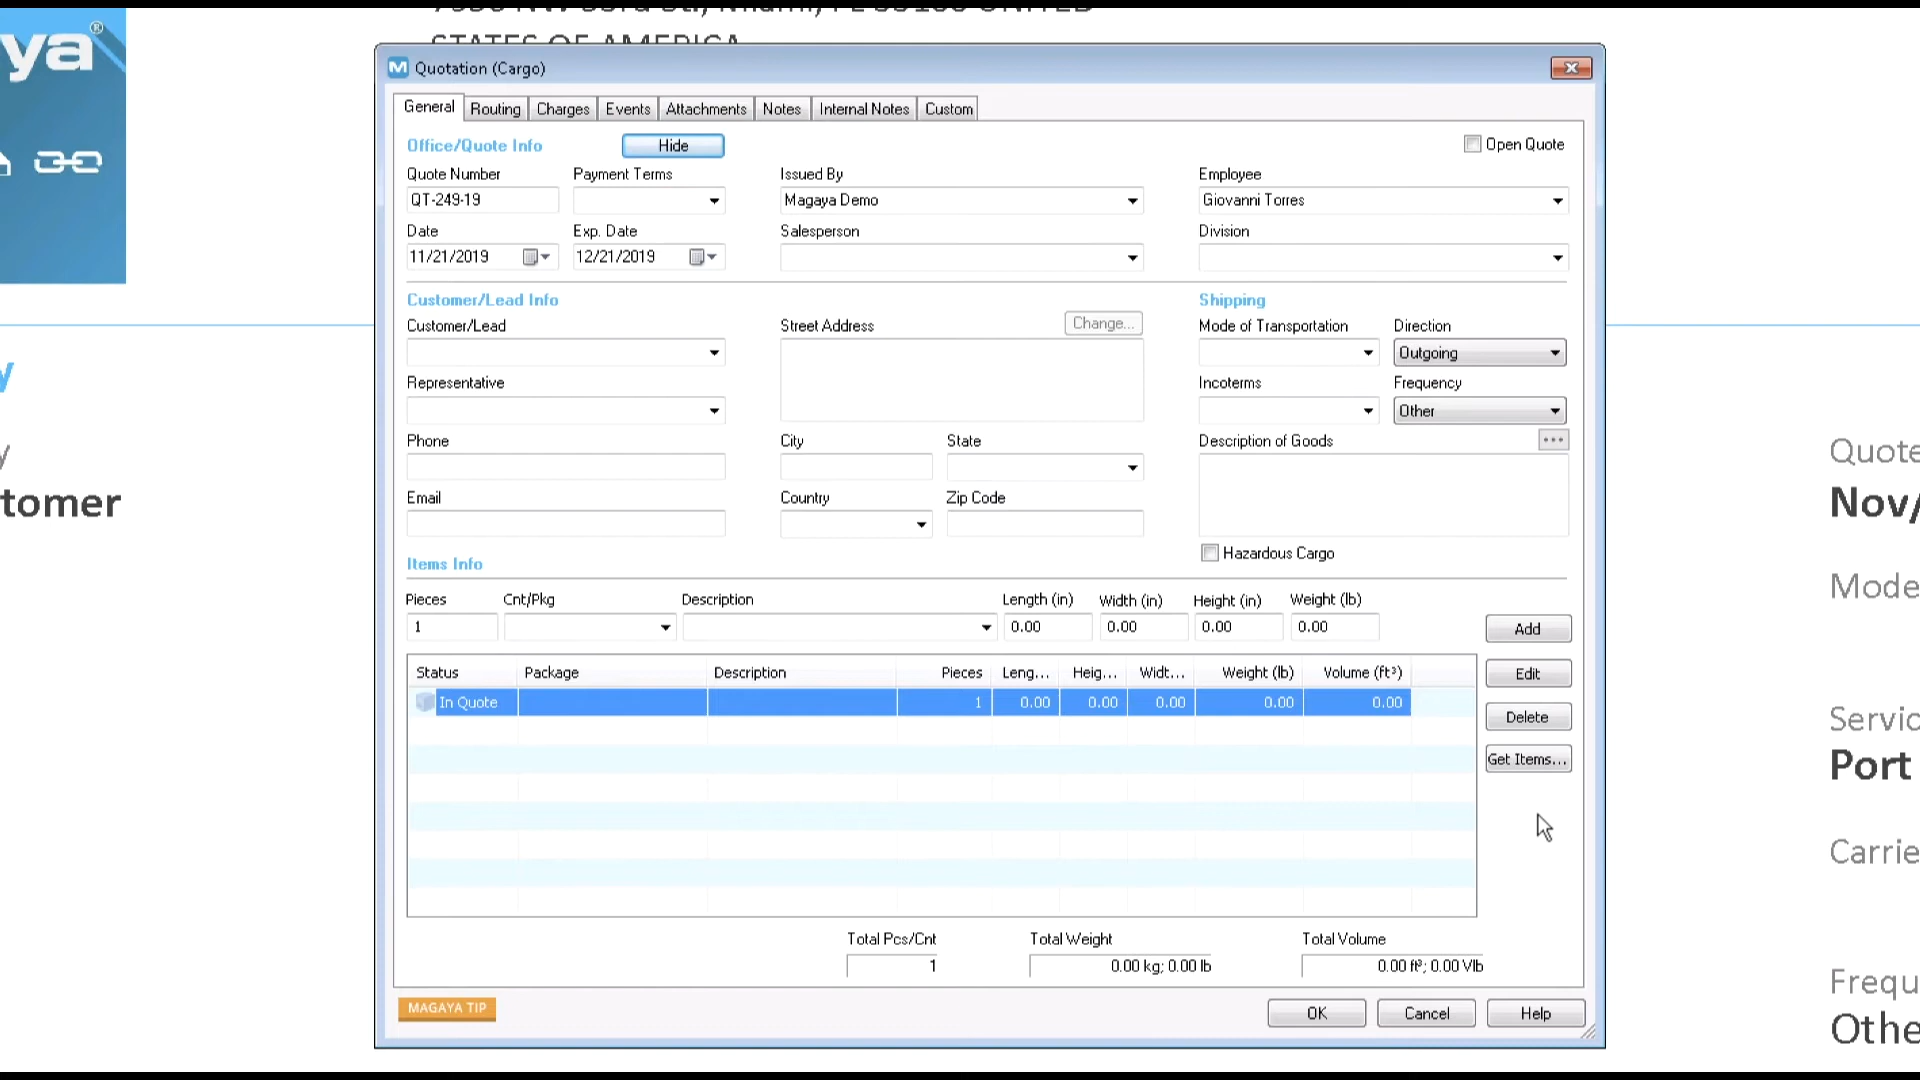 STATES OF AMERICA
ya®
Quotation (Cargo)
General Routing Charges Events Attachments Notes Internal Notes Custom
Office/Quote Info Hide Open Quote
Quote Number Payment Terms Issued By Employee
QT-249-19 Magaya Demo Giovanni Torres
Date Exp. Date Salesperson Division
11/21/2019 12/21/2019
Customer/Lead Info Shipping
Customer/Lead Street Address Change... Mode of Transportation Direction
Outgoing
Representative Incoterms Frequency
Other
Phone City State Description of Goods
Email Country Zip Code
Hazardous Cargo
Items Info
Pieces Cnt/Pkg Description Length (in) Width (in) Height (in) Weight (lb)
1 0.00 0.00 0.00 0.00 Add
Status Package Description Pieces Leng... Heig... Widt... Weight (lb) Volume (ft³) Edit
In Quote 1 0.00 0.00 0.00 0.00 0.00
Delete
Get Items...
Total Pcs/Cnt Total Weight Total Volume
1 0.00 kg; 0.00 lb 0.00 ft³; 0.00 Vlb
MAGAYA TIP OK Cancel Help
y
y
tomer
Quote
Nov/
Mode
Servic
Port
Carrie
Frequ
Othe